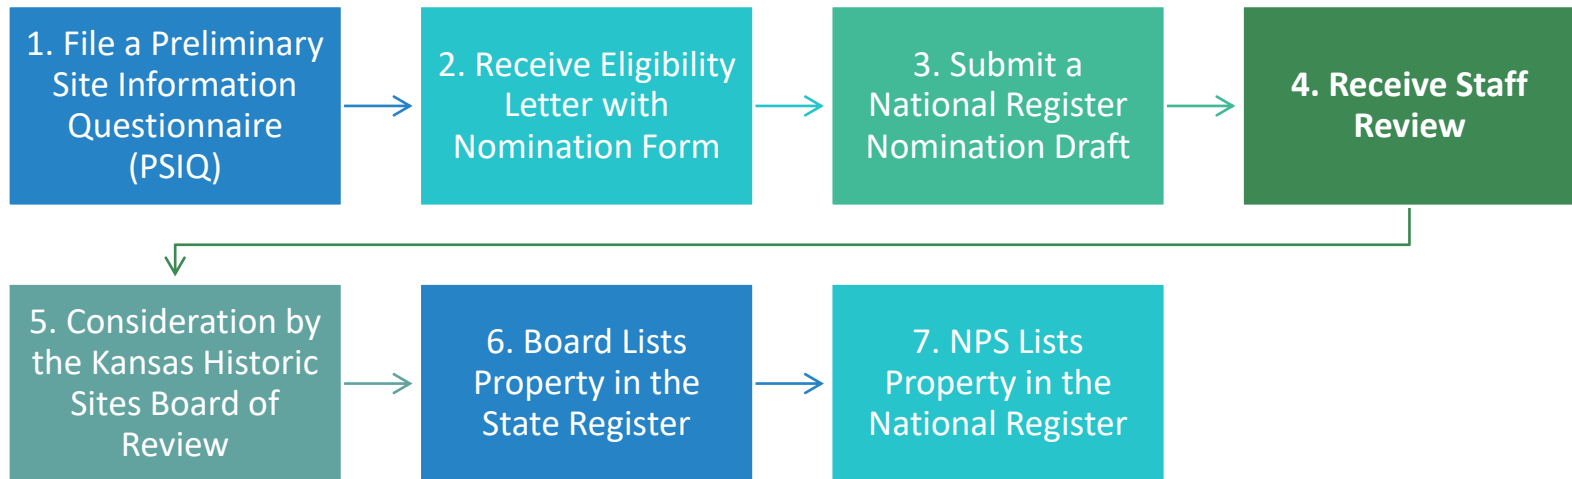 1. File a Preliminary
Site Information
Questionnaire
(PSIQ)
2. Receive Eligibility
Letter with
Nomination Form
3. Submit a
National Register
Nomination Draft
4. Receive Staff
Review
5. Consideration by
the Kansas Historic
Sites Board of
Review
6. Board Lists
Property in the
State Register
7. NPS Lists
Property in the
National Register